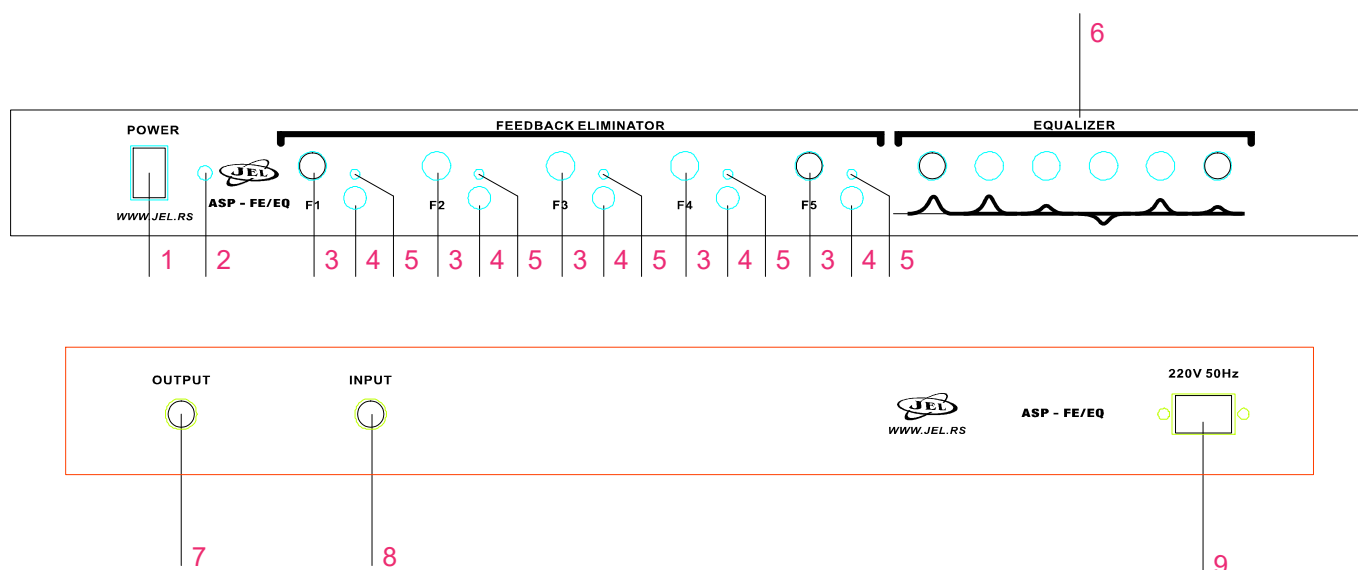 6
POWER
FEEDBACK ELIMINATOR
EQUALIZER
JEL
ASP - FE/EQ
WWW.JEL.RS
F1 F2 F3 F4 F5
1 2 3 4 5 3 4 5 3 4 5 3 4 5 3 4 5
OUTPUT
INPUT
220V 50Hz
JEL
WWW.JEL.RS
ASP - FE/EQ
7
8
9